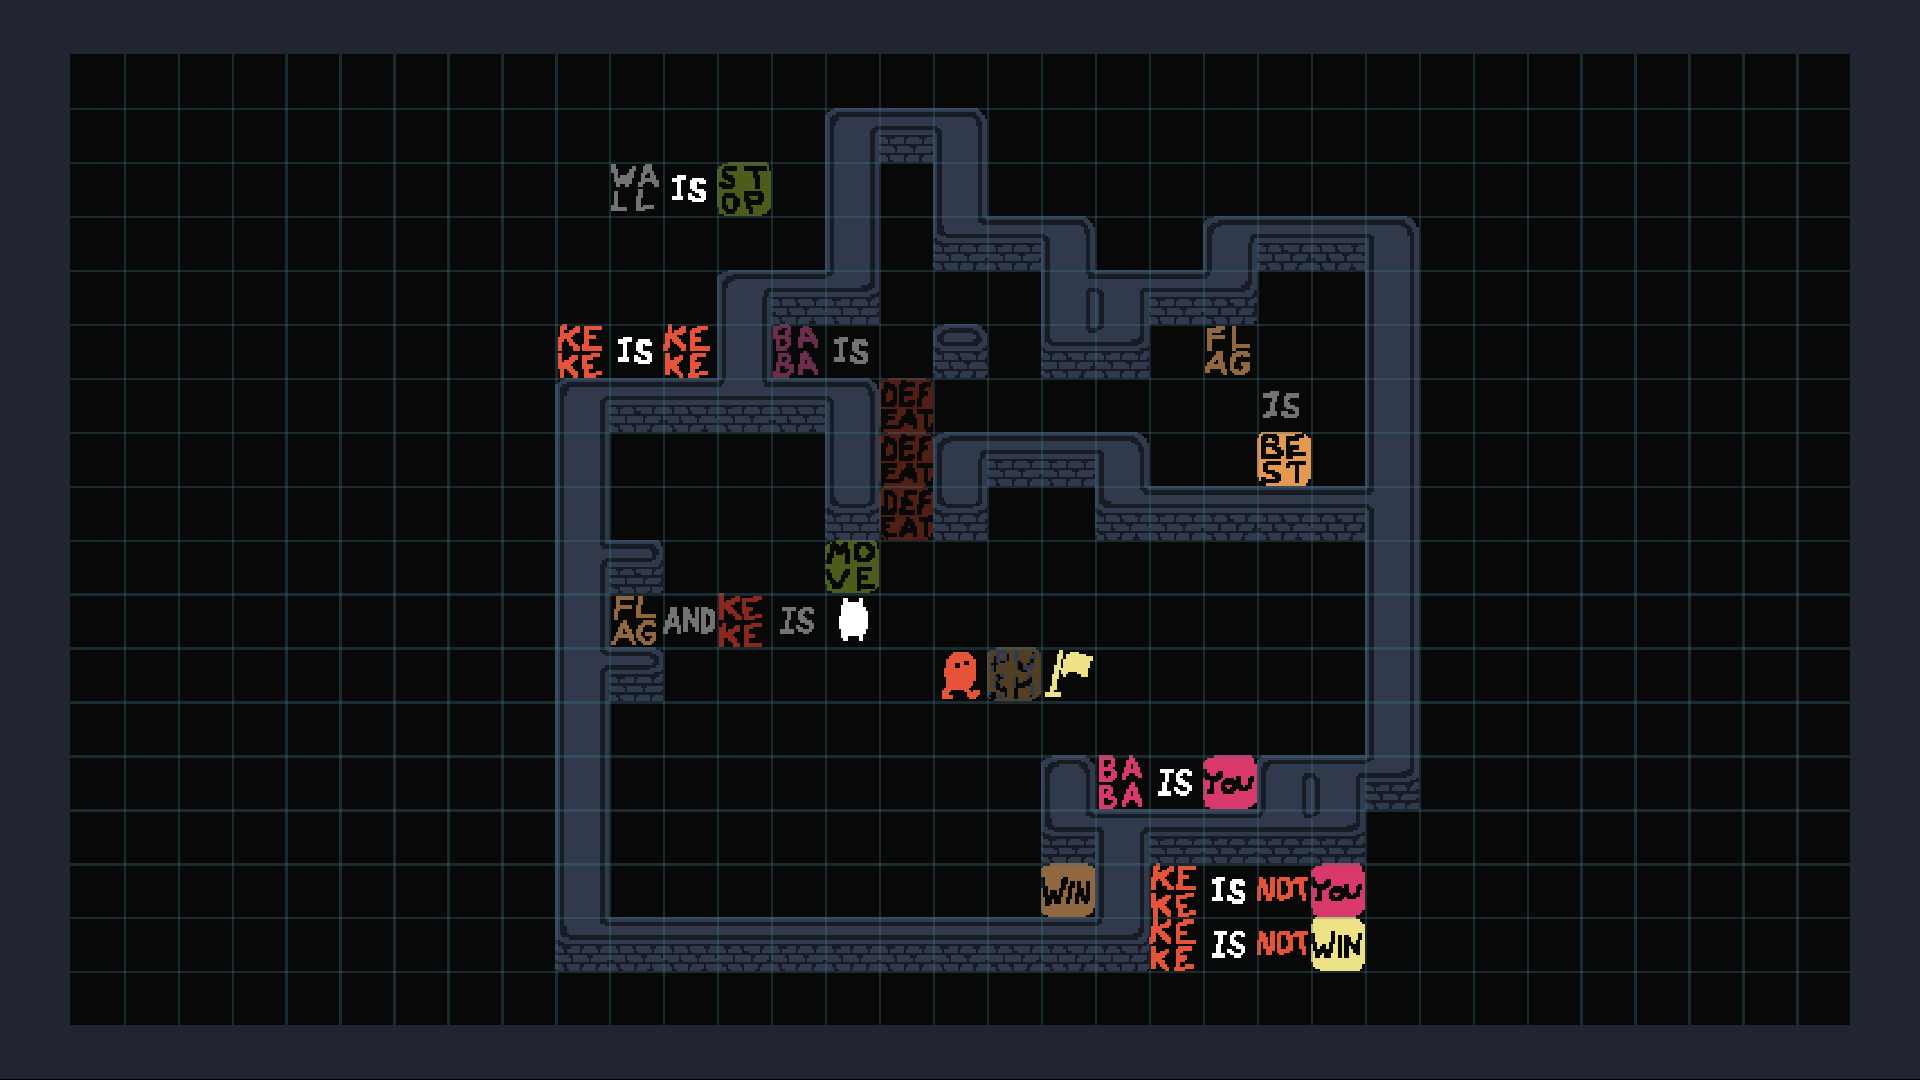 WALL IS STOP
KEKE IS KEKE BABA IS FLAG
DEFEAT IS
DEFEAT BEST
DEFEAT
MOVE
FLAG AND KEKE IS
PUSH
BABA IS YOU
WIN KEKE IS NOT YOU
KEKE IS NOT WIN